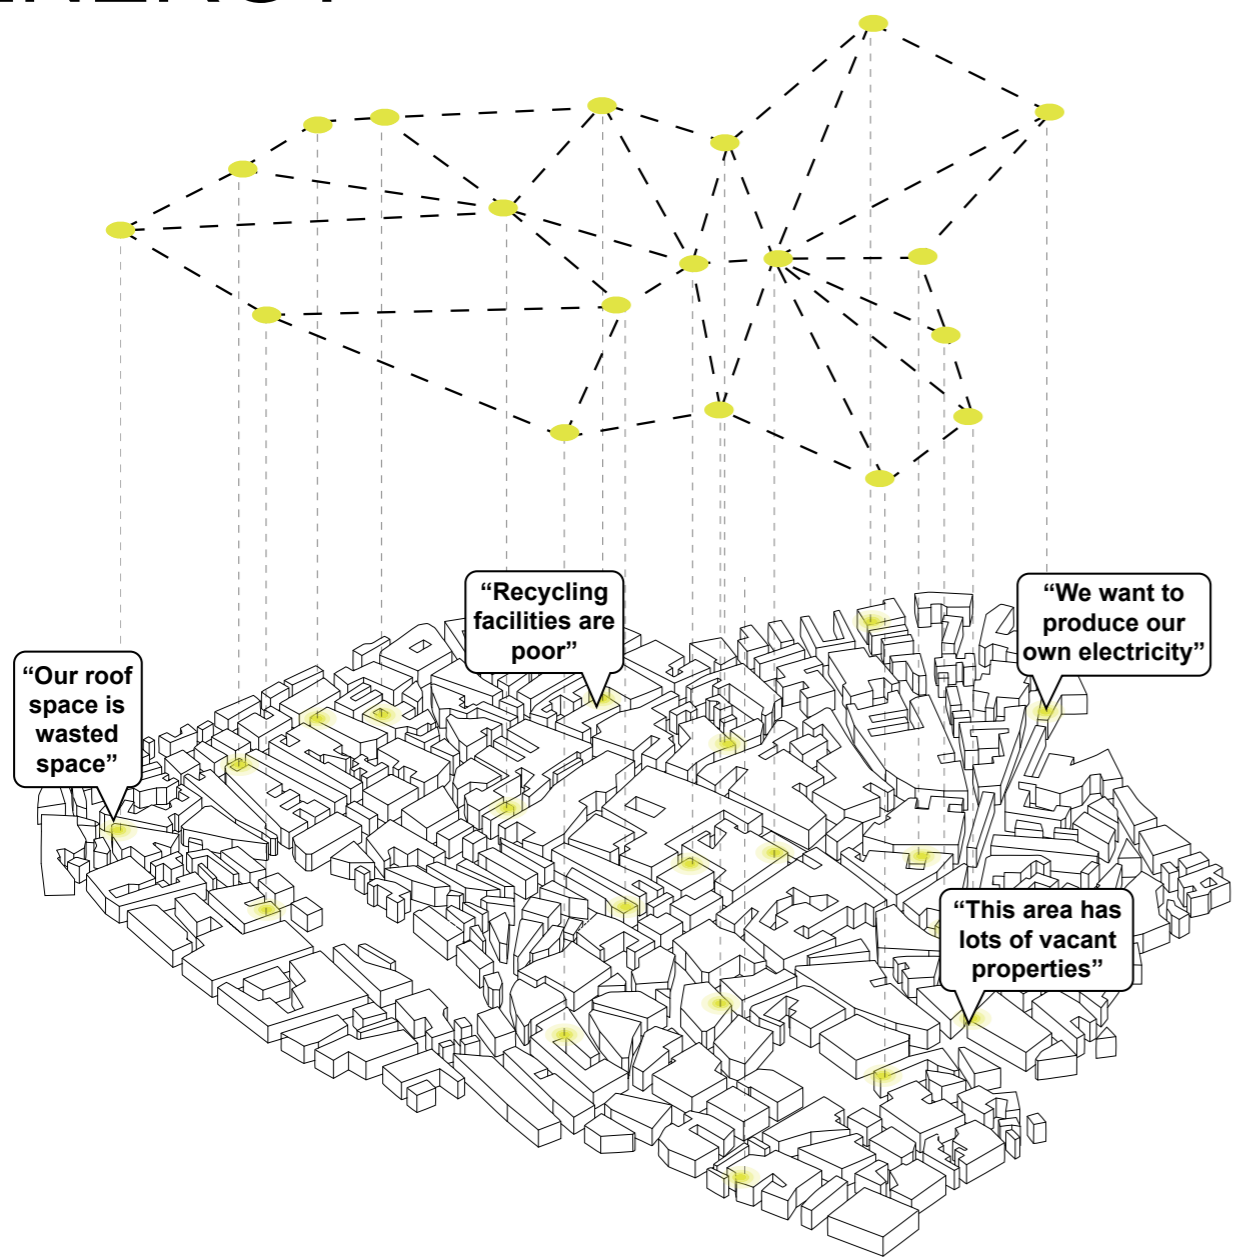 “Recycling
facilities are
poor”
“We want to
produce our
own electricity”
“Our roof
space is
wasted
space”
“This area has
lots of vacant
properties”